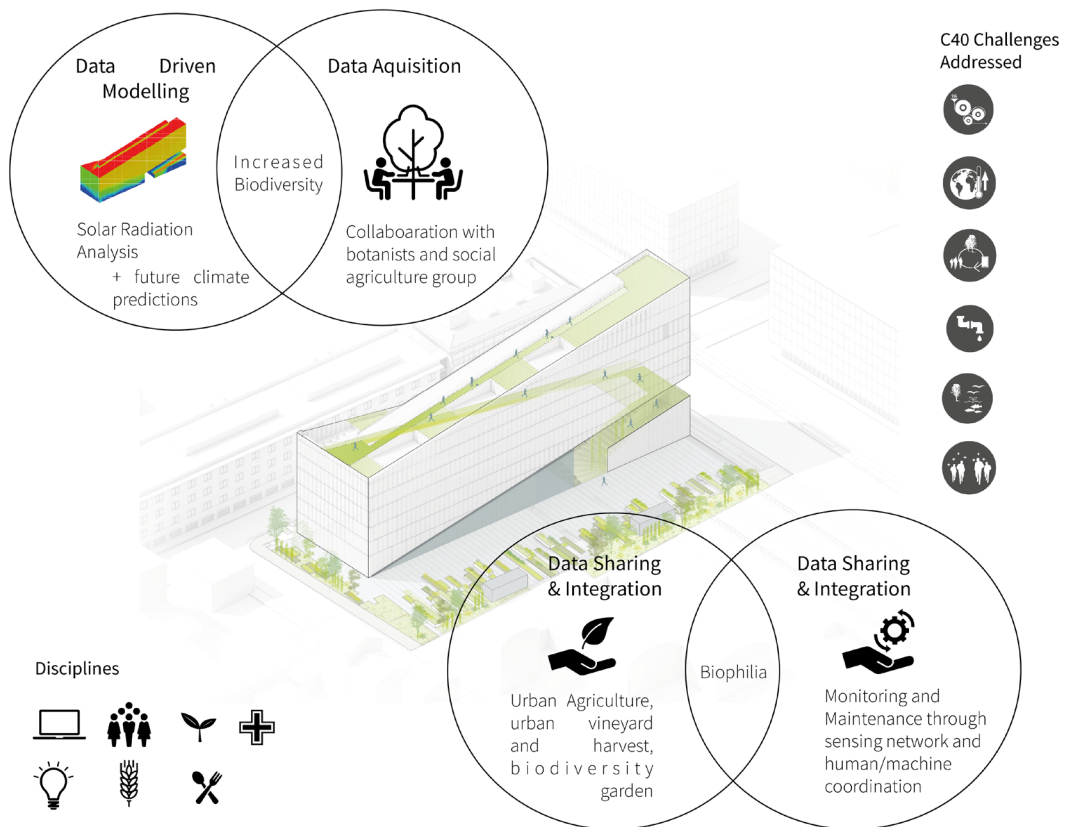 Data Driven
Modelling
Solar Radiation
Analysis
+ future climate
predictions
Increased
Biodiversity
Data Aquisition
Collaboaration with
botanists and social
agriculture group
C40 Challenges
Addressed
Data Sharing
& Integration
Urban Agriculture,
urban vineyard
and harvest,
biodiversity
garden
Biophilia
Data Sharing
& Integration
Monitoring and
Maintenance through
sensing network and
human/machine
coordination
Disciplines